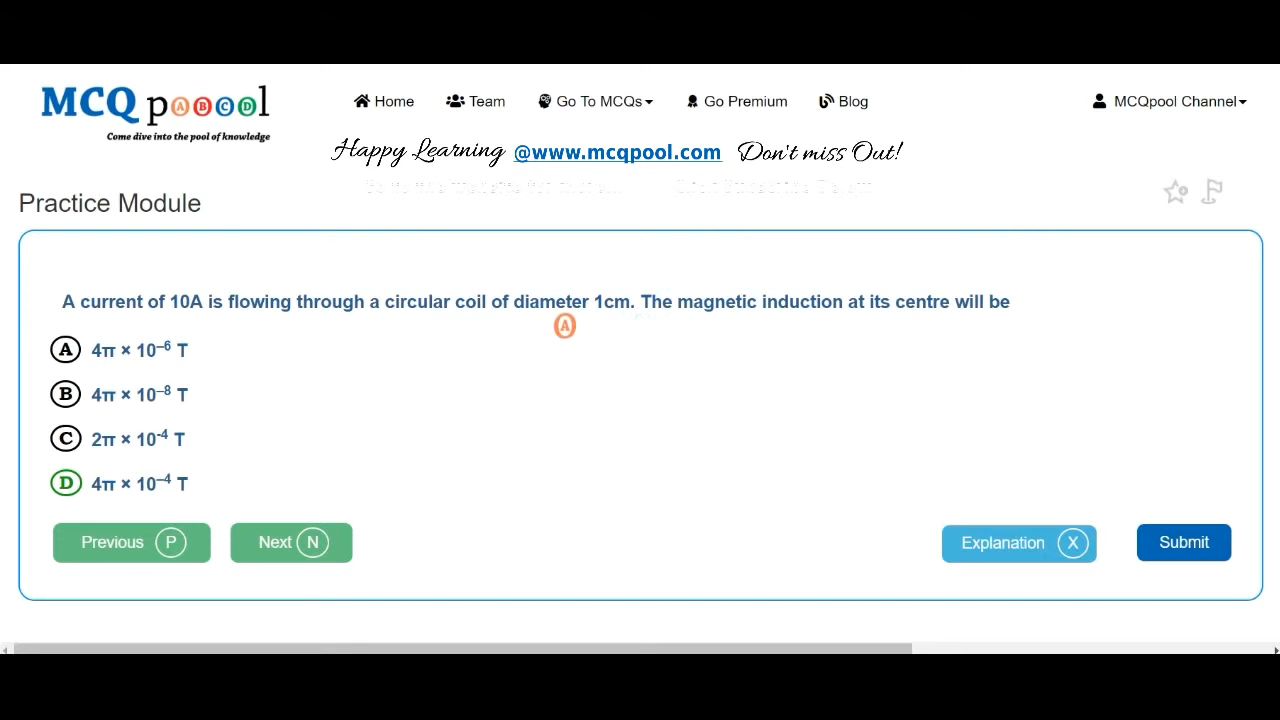 MCQ pooool
Come dive into the pool of knowledge
Home Team Go To MCQs Go Premium Blog MCQpool Channel
Happy Learning @www.mcqpool.com Don't miss Out!
Practice Module
A current of 10A is flowing through a circular coil of diameter 1cm. The magnetic induction at its centre will be
A
A 4π × 10⁻⁶ T
B 4π × 10⁻⁸ T
C 2π × 10⁻⁴ T
D 4π × 10⁻⁴ T
Previous P Next N Explanation X Submit